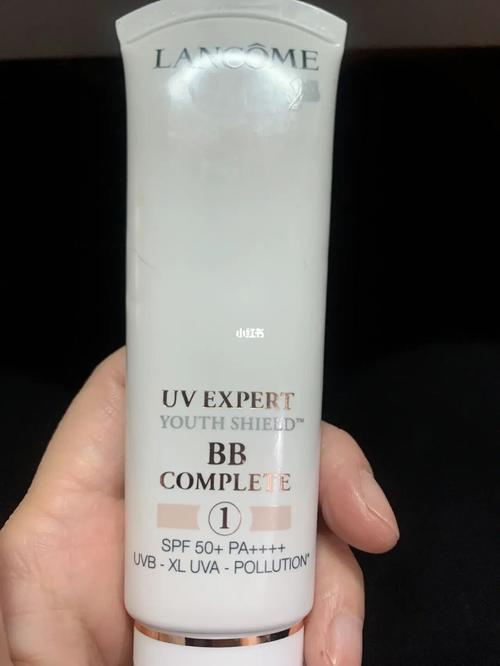 LANCÔME
小红书
UV EXPERT
YOUTH SHIELD™
BB
COMPLETE
1
SPF 50+ PA++++
UVB - XL UVA - POLLUTION*